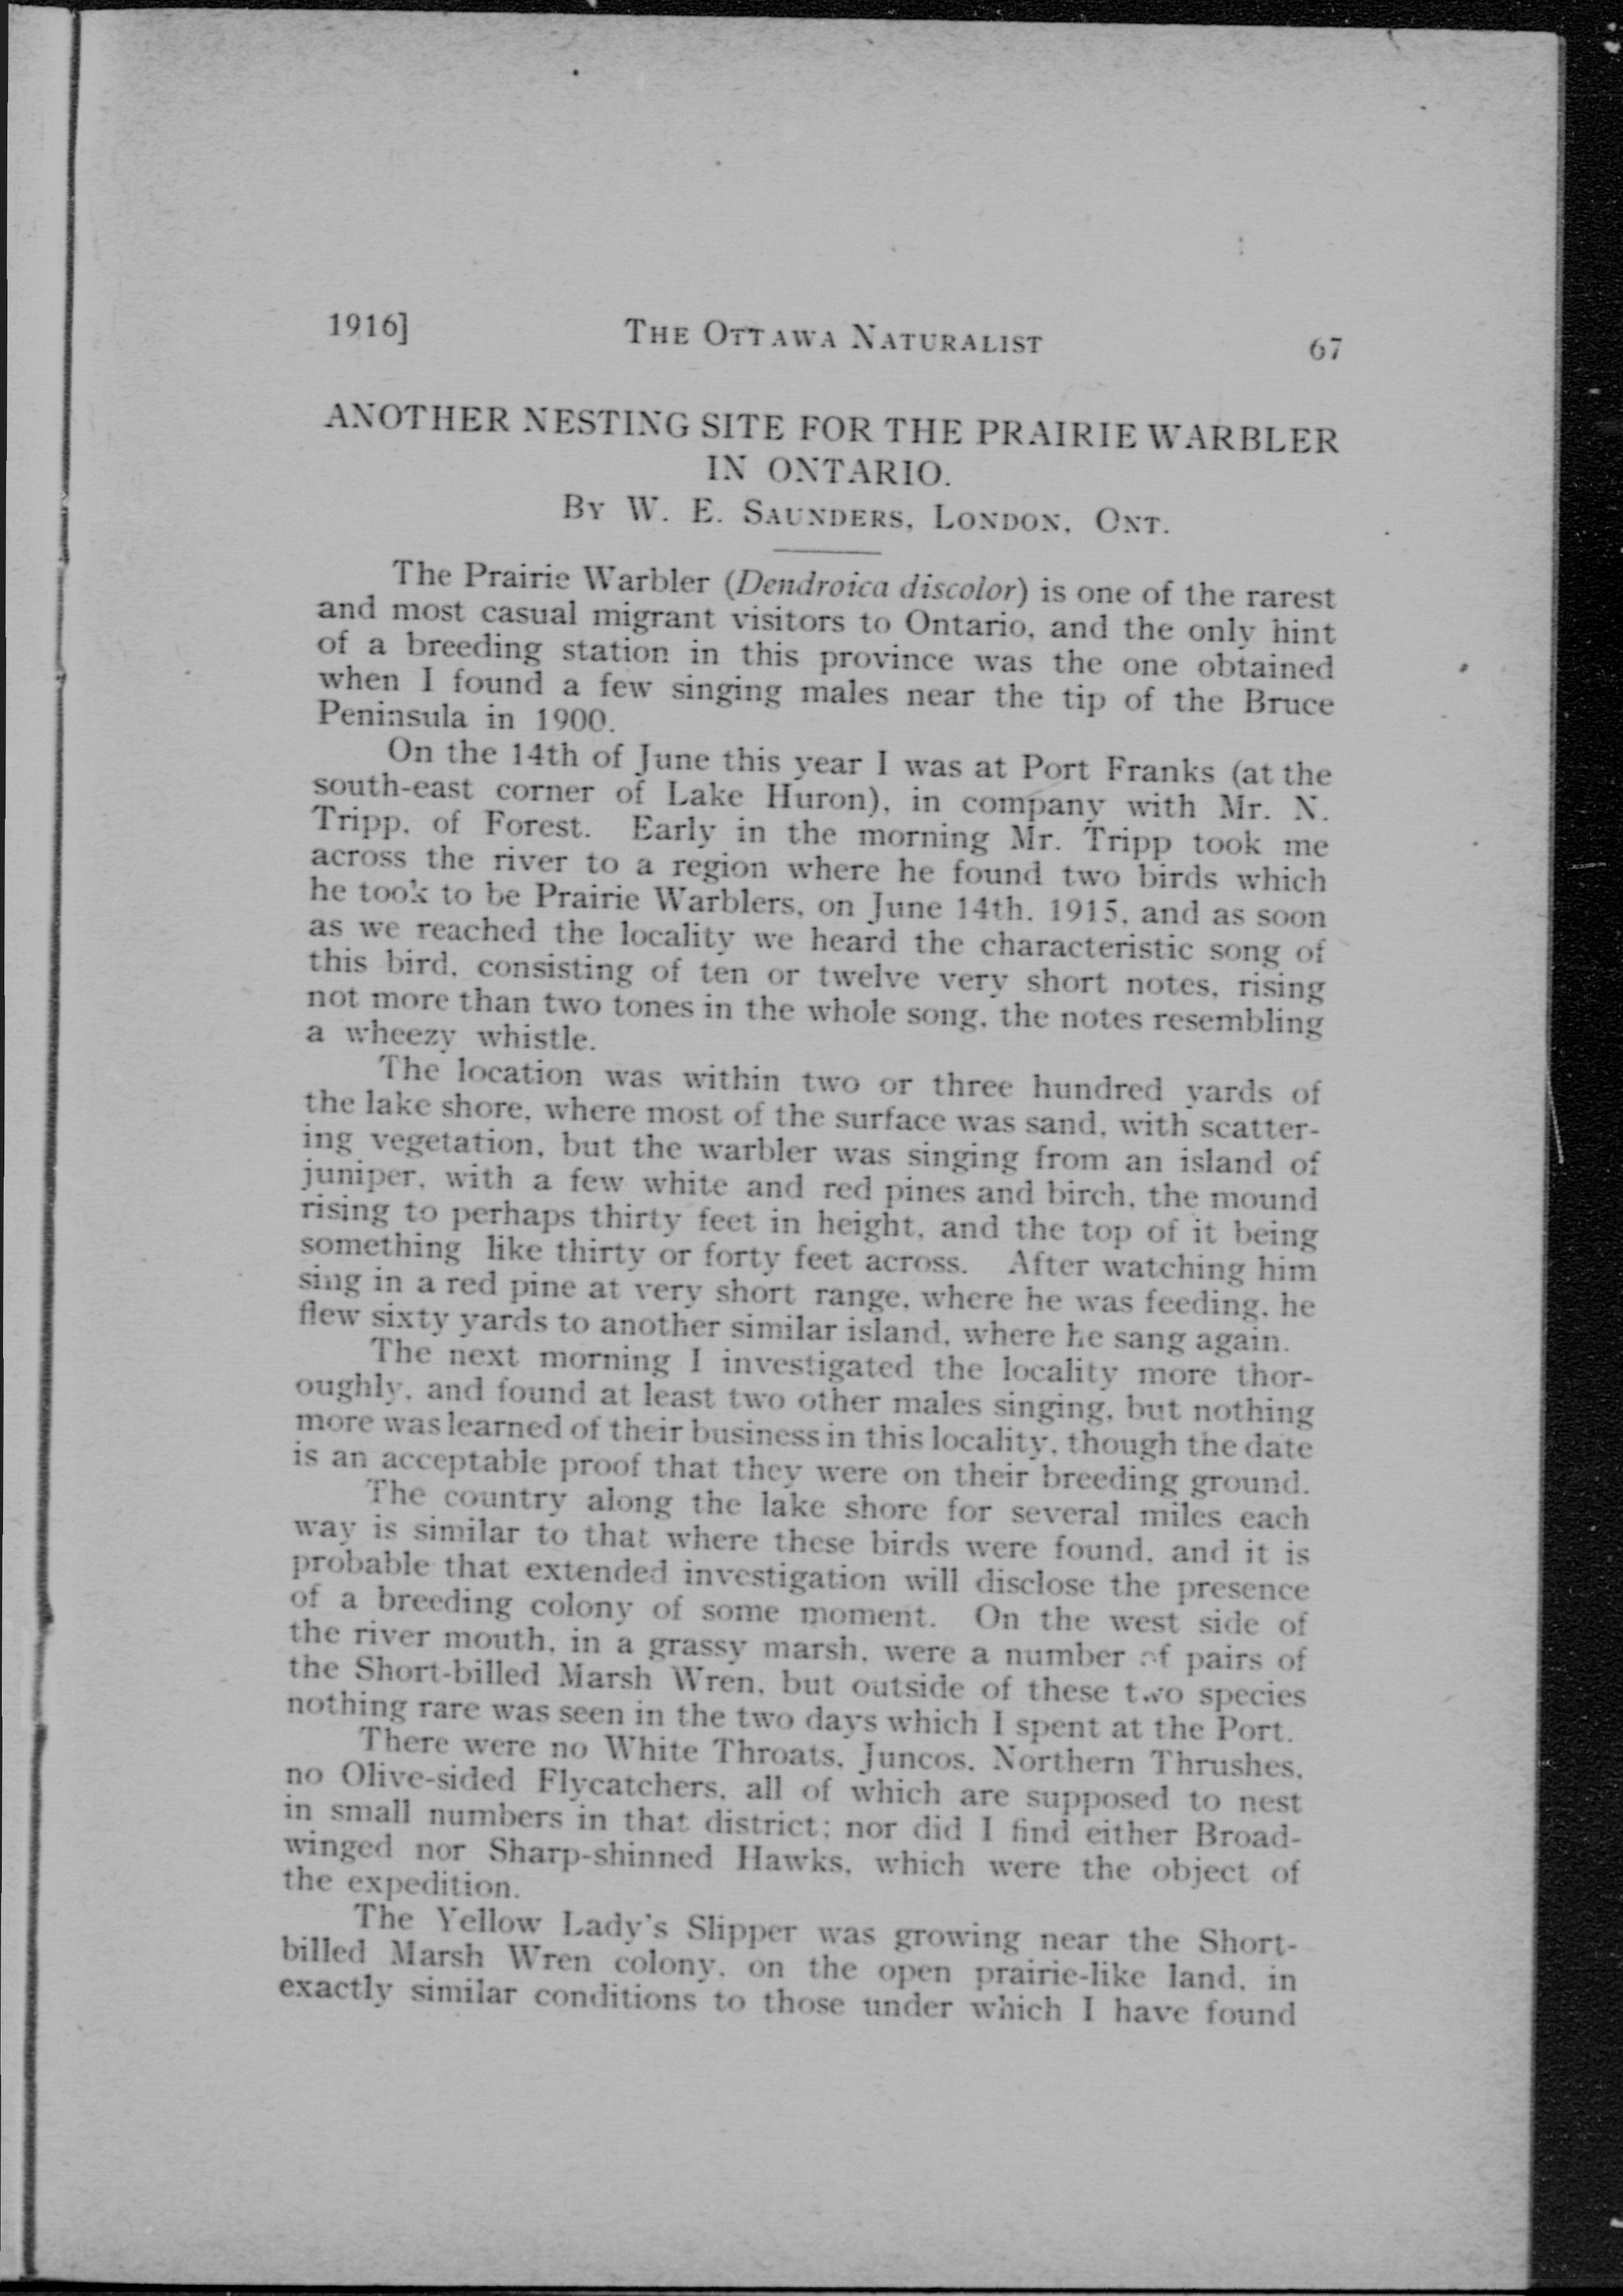 1916] THE OTTAWA NATURALIST 67
ANOTHER NESTING SITE FOR THE PRAIRIE WARBLER
IN ONTARIO.
BY W. E. SAUNDERS, LONDON, ONT.
The Prairie Warbler (Dendroica discolor) is one of the rarest
and most casual migrant visitors to Ontario, and the only hint
of a breeding station in this province was the one obtained
when I found a few singing males near the tip of the Bruce
Peninsula in 1900.
On the 14th of June this year I was at Port Franks (at the
south-east corner of Lake Huron), in company with Mr. N.
Tripp, of Forest. Early in the morning Mr. Tripp took me
across the river to a region where he found two birds which
he took to be Prairie Warblers, on June 14th, 1915, and as soon
as we reached the locality we heard the characteristic song of
this bird, consisting of ten or twelve very short notes, rising
not more than two tones in the whole song, the notes resembling
a wheezy whistle.
The location was within two or three hundred yards of
the lake shore, where most of the surface was sand, with scatter-
ing vegetation, but the warbler was singing from an island of
juniper, with a few white and red pines and birch, the mound
rising to perhaps thirty feet in height, and the top of it being
something like thirty or forty feet across. After watching him
sing in a red pine at very short range, where he was feeding, he
flew sixty yards to another similar island, where he sang again.
The next morning I investigated the locality more thor-
oughly, and found at least two other males singing, but nothing
more was learned of their business in this locality, though the date
is an acceptable proof that they were on their breeding ground.
The country along the lake shore for several miles each
way is similar to that where these birds were found, and it is
probable that extended investigation will disclose the presence
of a breeding colony of some moment. On the west side of
the river mouth, in a grassy marsh, were a number of pairs of
the Short-billed Marsh Wren, but outside of these two species
nothing rare was seen in the two days which I spent at the Port.
There were no White Throats, Juncos, Northern Thrushes,
no Olive-sided Flycatchers, all of which are supposed to nest
in small numbers in that district; nor did I find either Broad-
winged nor Sharp-shinned Hawks, which were the object of
the expedition.
The Yellow Lady's Slipper was growing near the Short-
billed Marsh Wren colony, on the open prairie-like land, in
exactly similar conditions to those under which I have found